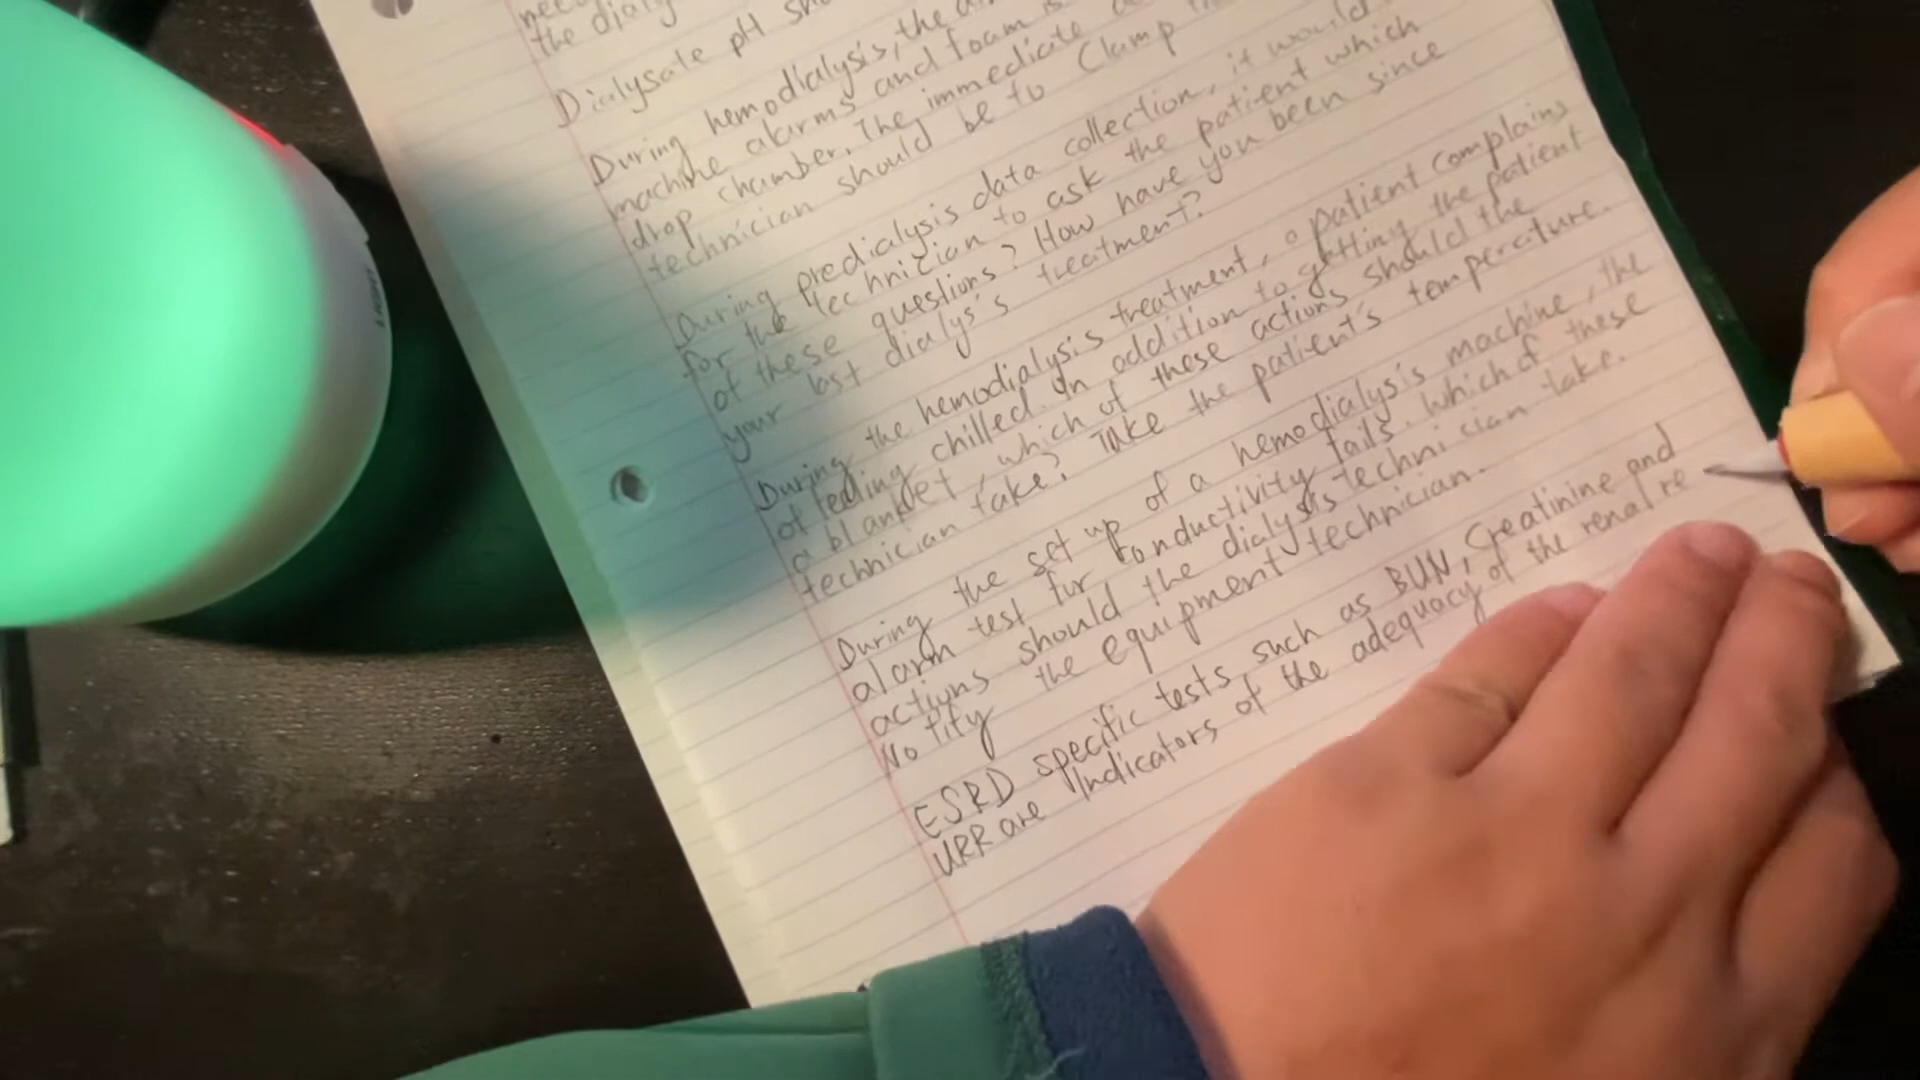 the dialy
Dialysate pH sho
During hemodialysis, the
machine alarms and foam is
drop chamber. The immediate
technician should be to Clamp
During predialysis data collection, it would
for the technician to ask the patient which
of these questions? How have you been since
your last dialys's treatment?
During the hemodialysis treatment, a patient complains
of feeling chilled. In addition to getting the patient
a blanket, which of these actions should the
technician take? Take the patient's temperature.
During the set up of a hemodialysis machine, the
alarm test for conductivity fails. Which of these
actions should the dialysis technician take.
Notify the equipment technician.
ESRD specific tests, such as BUN, Creatinine and
URR are Indicators of the adequacy of the renal re
LIGHT